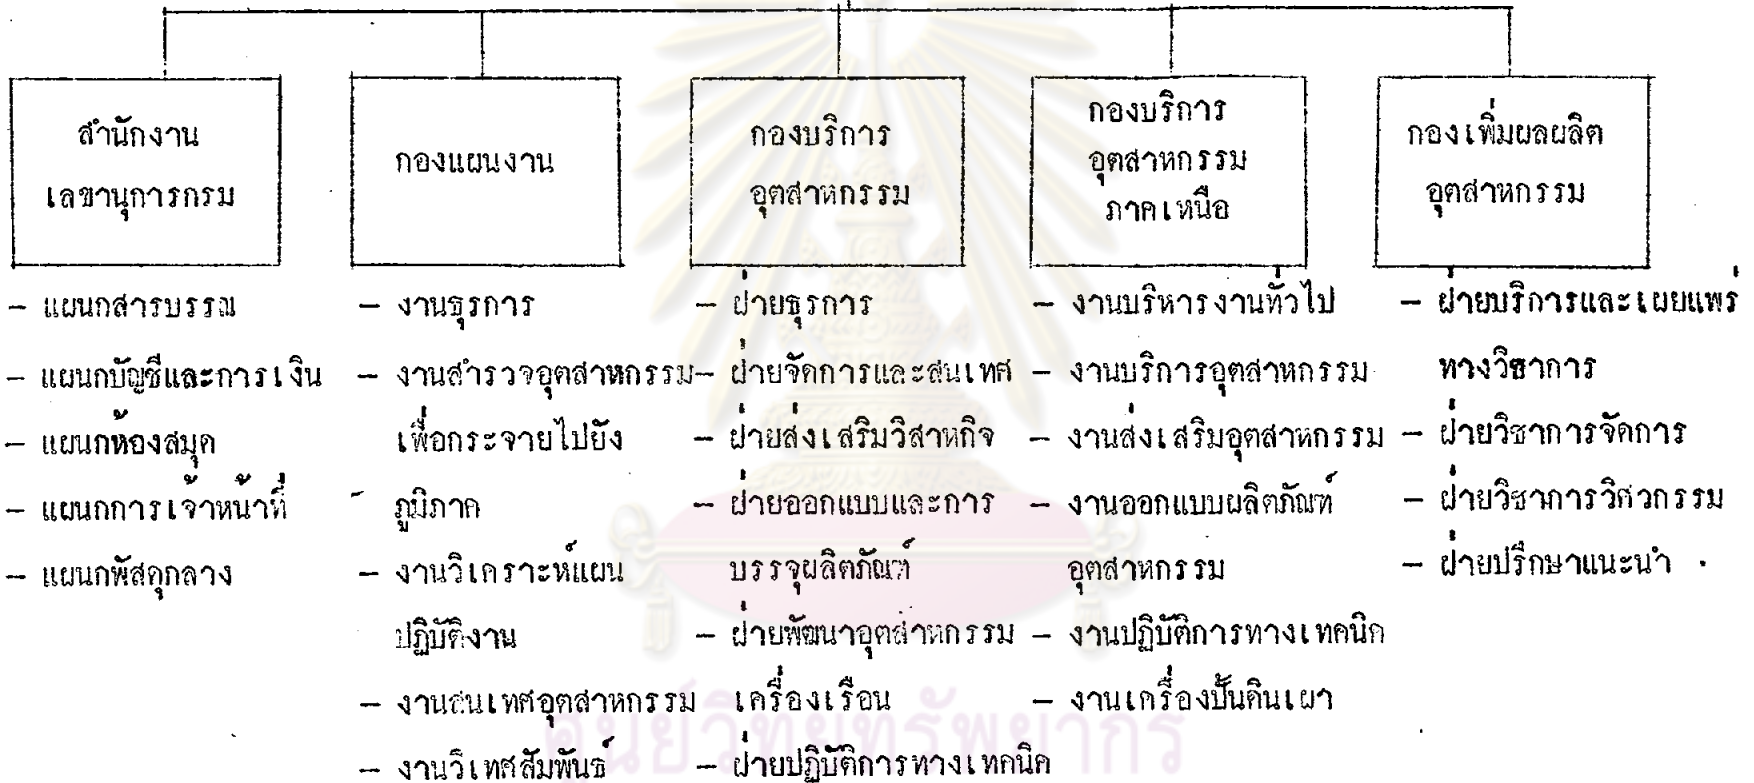 สำนักงาน
เลขานุการกรม
กองแผนงาน
กองบริการ
อุตสาหกรรม
กองบริการ
อุตสาหกรรม
ภาคเหนือ
กองเพิ่มผลผลิต
อุตสาหกรรม
– แผนกสารบรรณ
– แผนกบัญชีและการเงิน
– แผนกห้องสมุด
– แผนกการเจ้าหน้าที่
– แผนกพัสดุกลาง
– งานธุรการ
– งานสำรวจอุตสาหกรรม
เพื่อกระจายไปยัง
ภูมิภาค
– งานวิเคราะห์แผน
ปฏิบัติงาน
– งานสนเทศอุตสาหกรรม
– งานวิเทศสัมพันธ์
– ฝ่ายธุรการ
– ฝ่ายจัดการและสนเทศ
– ฝ่ายส่งเสริมวิสาหกิจ
– ฝ่ายออกแบบและการ
บรรจุผลิตภัณฑ์
– ฝ่ายพัฒนาอุตสาหกรรม
เครื่องเรือน
– ฝ่ายปฏิบัติการทางเทคนิค
– งานบริหารงานทั่วไป
– งานบริการอุตสาหกรรม
– งานส่งเสริมอุตสาหกรรม
– งานออกแบบผลิตภัณฑ์
อุตสาหกรรม
– งานปฏิบัติการทางเทคนิค
– งานเครื่องปั้นดินเผา
– ฝ่ายบริการและเผยแพร่
ทางวิชาการ
– ฝ่ายวิชาการจัดการ
– ฝ่ายวิชาการวิศวกรรม
– ฝ่ายปรึกษาแนะนำ
ศูนย์วิทยทรัพยากร